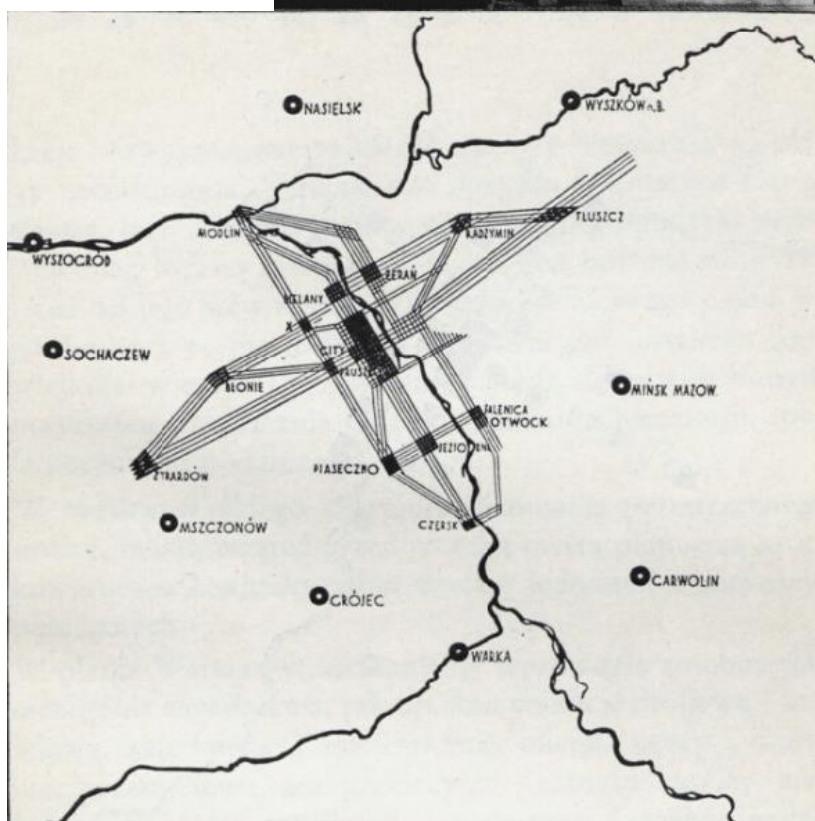 NASIELSK
WYSZKÓW n.B.
MODLIN
RADZYMIN
TŁUSZCZ
WYSZOGRÓD
ŻERAŃ
BIELANY
X
SOCHACZEW
CITY
BŁONIE
MIŃSK MAZOW.
FALENICA
OTWOCK
JEZIORNA
PIASECZNO
ŻYRARDÓW
CZERSK
MSZCZONÓW
GARWOLIN
GRÓJEC
WARKA